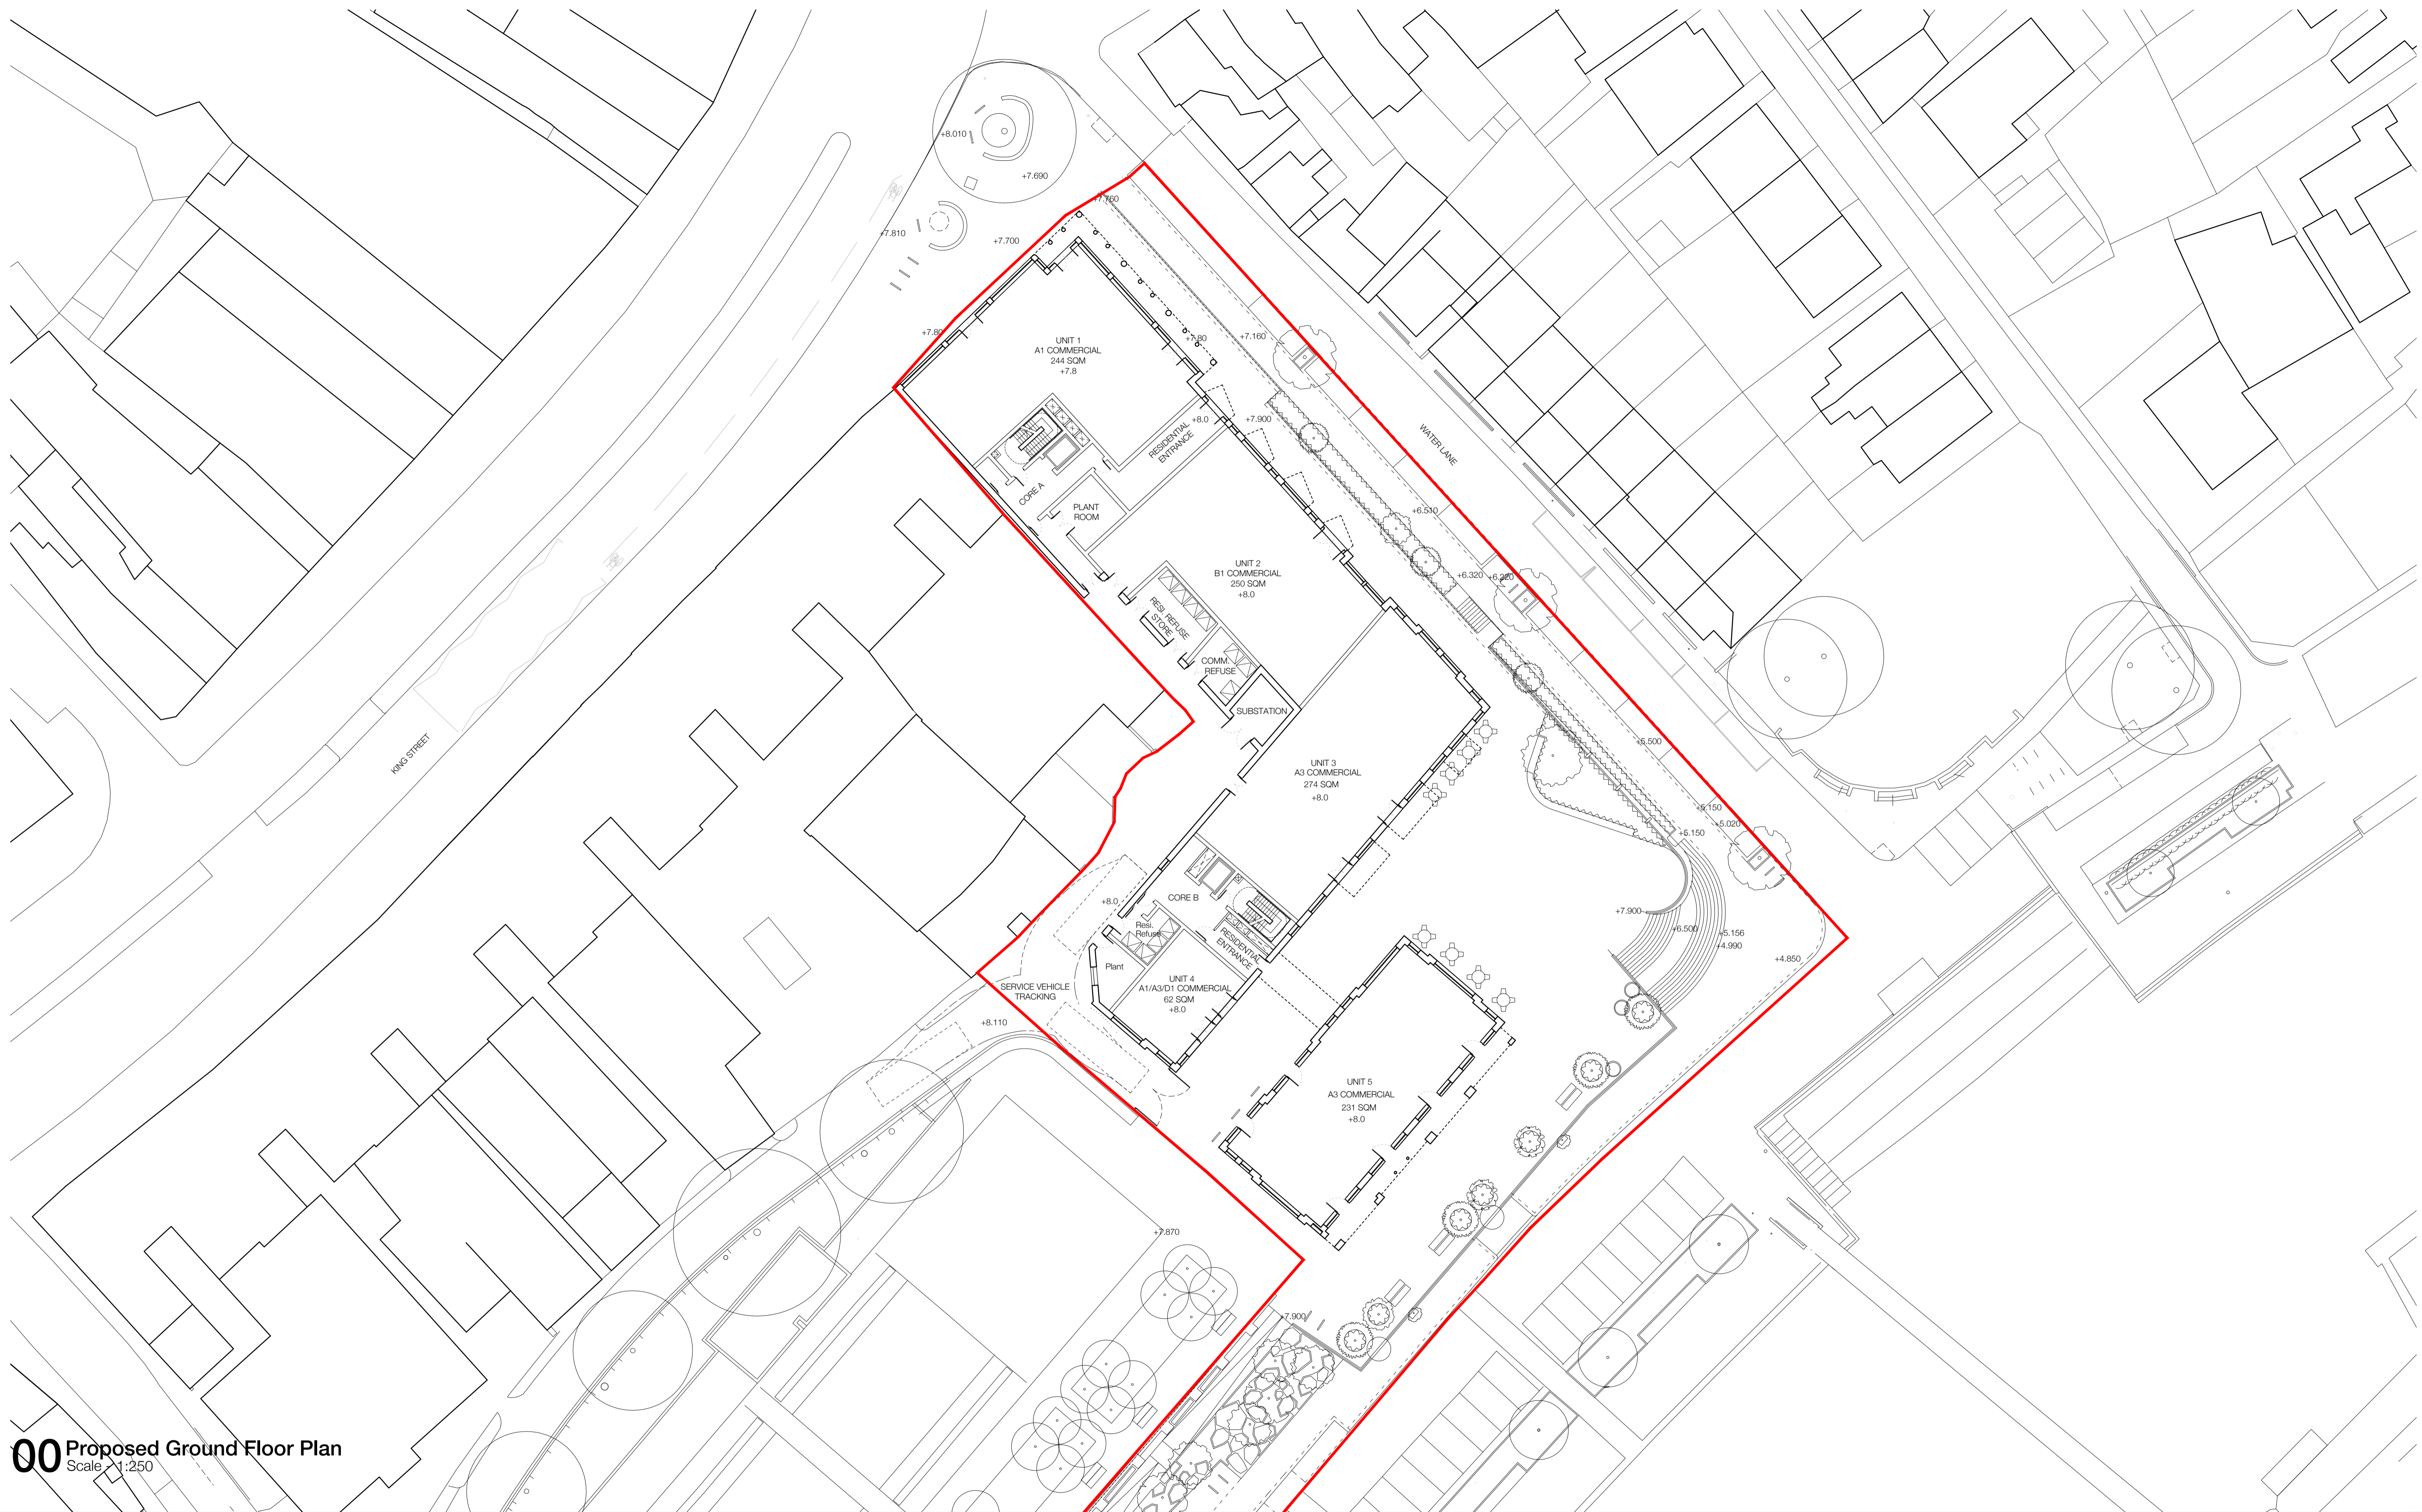 +8.010
+7.690
+7.760
+7.810
+7.700
+7.80
+7.80
+7.160
UNIT 1
A1 COMMERCIAL
244 SQM
+7.8
+8.0
+7.900
RESIDENTIAL
ENTRANCE
WATER LANE
CORE A
PLANT
ROOM
+6.510
UNIT 2
B1 COMMERCIAL
250 SQM
+8.0
+6.320
+6.320
RESI. REFUSE
STORE
COMM.
REFUSE
SUBSTATION
KING STREET
+5.500
UNIT 3
A3 COMMERCIAL
274 SQM
+8.0
+5.150
+5.020
+5.150
CORE B
+8.0
+7.900
Resi.
Refuse
RESIDENTIAL
ENTRANCE
+6.500
+5.156
+4.990
+4.850
Plant
UNIT 4
A1/A3/D1 COMMERCIAL
62 SQM
+8.0
SERVICE VEHICLE
TRACKING
+8.110
UNIT 5
A3 COMMERCIAL
231 SQM
+8.0
+7.870
+7.900
00 Proposed Ground Floor Plan
Scale - 1:250